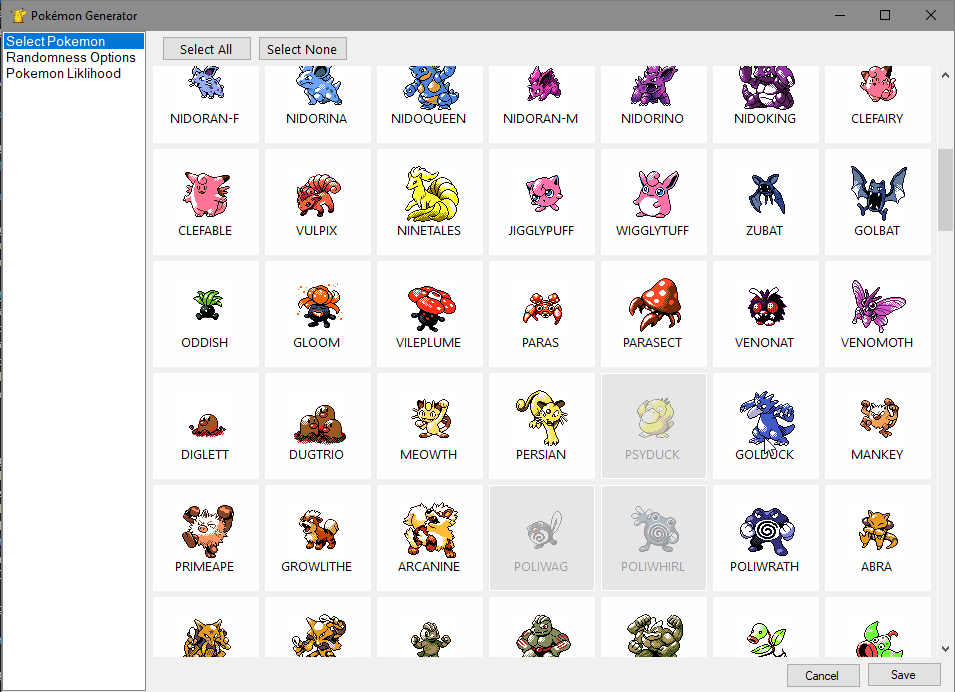 Pokémon Generator
Select Pokemon
Randomness Options
Pokemon Liklihood
Select All
Select None
NIDORAN-F
NIDORINA
NIDOQUEEN
NIDORAN-M
NIDORINO
NIDOKING
CLEFAIRY
CLEFABLE
VULPIX
NINETALES
JIGGLYPUFF
WIGGLYTUFF
ZUBAT
GOLBAT
ODDISH
GLOOM
VILEPLUME
PARAS
PARASECT
VENONAT
VENOMOTH
DIGLETT
DUGTRIO
MEOWTH
PERSIAN
PSYDUCK
GOLDUCK
MANKEY
PRIMEAPE
GROWLITHE
ARCANINE
POLIWAG
POLIWHIRL
POLIWRATH
ABRA
Cancel
Save